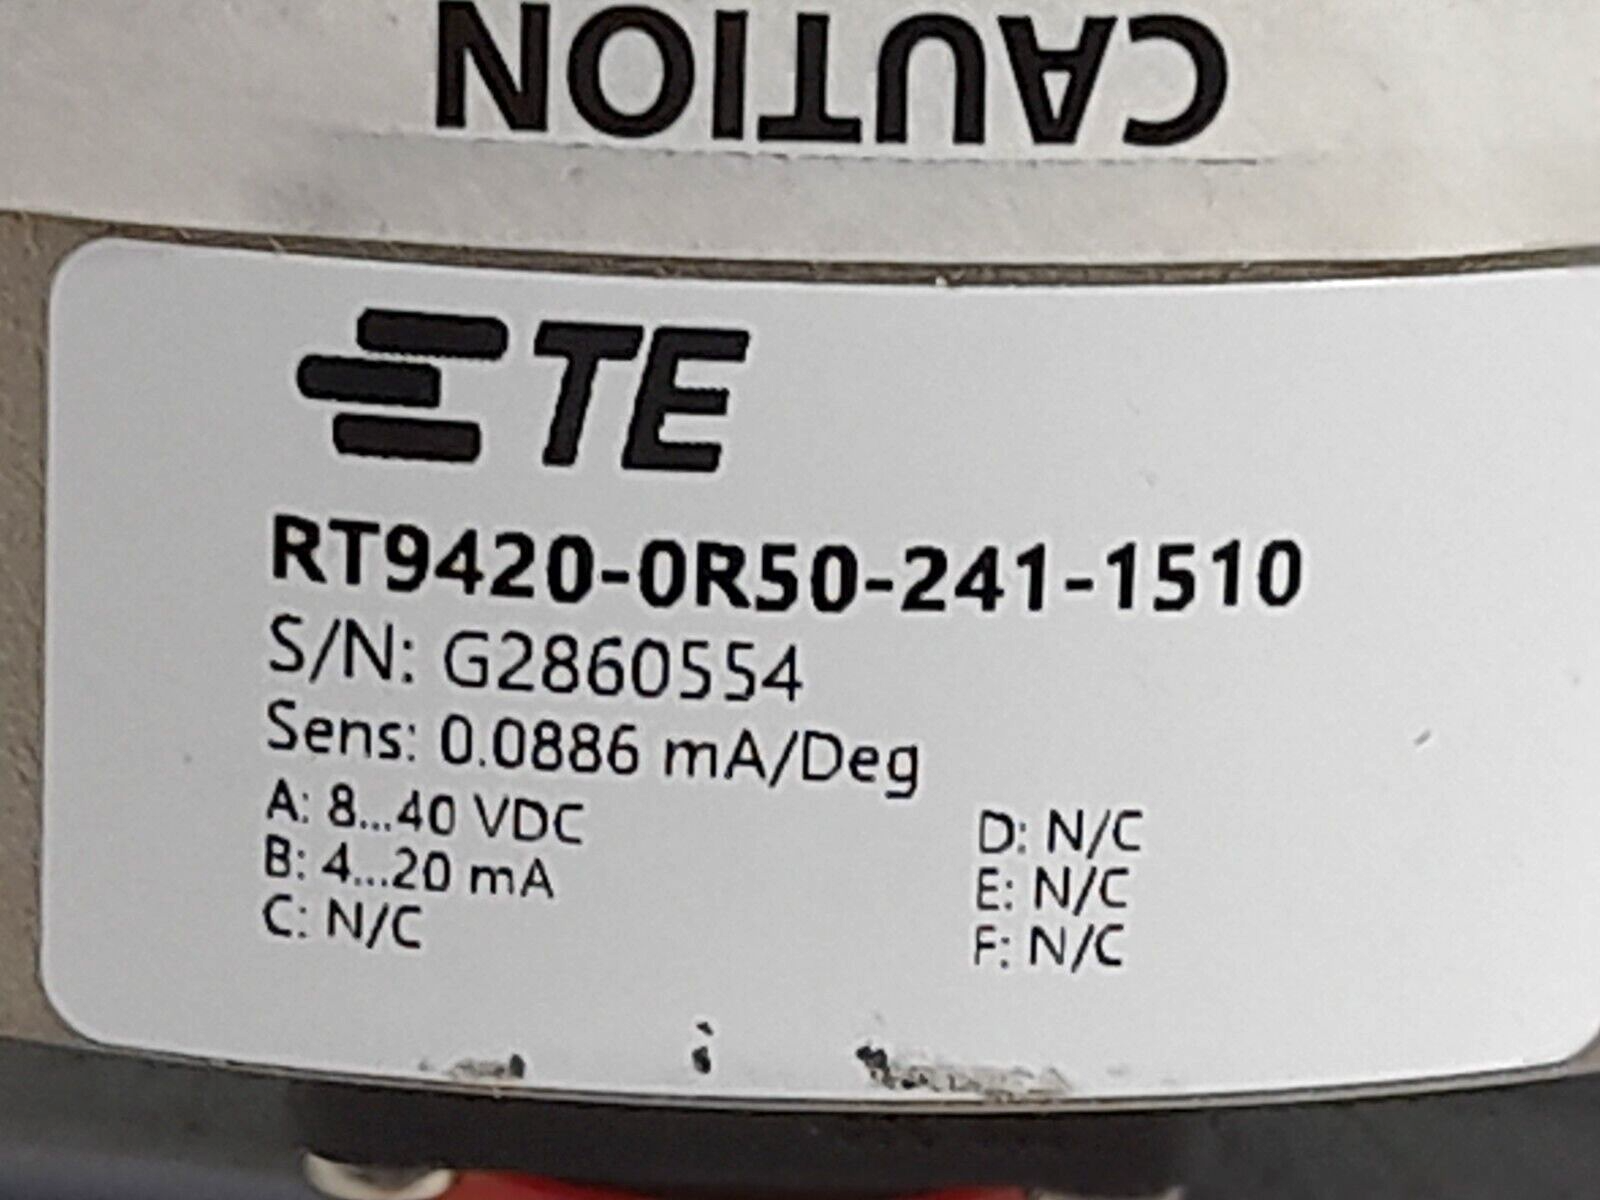 CAUTION
TE
RT9420-0R50-241-1510
S/N: G2860554
Sens: 0.0886 mA/Deg
A: 8...40 VDC
B: 4...20 mA
C: N/C
D: N/C
E: N/C
F: N/C